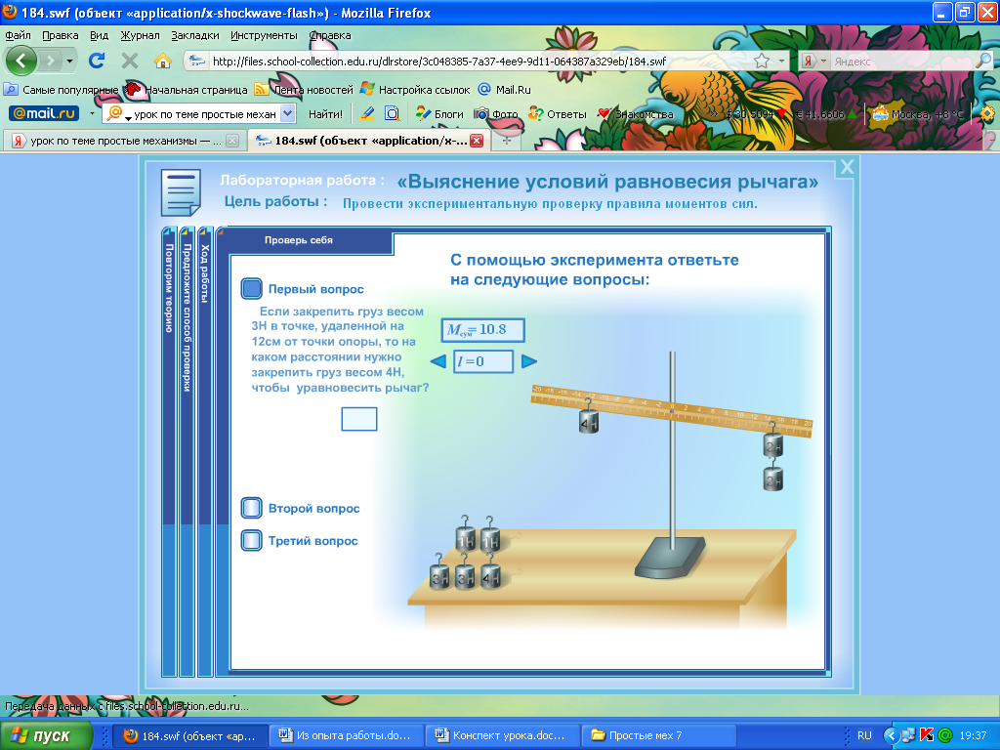 184.swf (объект «application/x-shockwave-flash») - Mozilla Firefox
Файл Правка Вид Журнал Закладки Инструменты Справка
http://files.school-collection.edu.ru/dlrstore/3c048385-7a37-4ee9-9d11-064387a329eb/184.swf
Яндекс
Самые популярные Начальная страница Лента новостей Настройка ссылок Mail.Ru
@mail.ru урок по теме простые механ Найти! Блоги Фото Ответы Знакомства » $ 30.5094 € 41.6606 Москва, +8 °C
урок по теме простые механизмы — ...
184.swf (объект «application/x-...
Лабораторная работа : «Выяснение условий равновесия рычага»
Цель работы : Провести экспериментальную проверку правила моментов сил.
Повторим теорию
Предложите способ проверки
Ход работы
Проверь себя
С помощью эксперимента ответьте
на следующие вопросы:
Первый вопрос
Если закрепить груз весом
3Н в точке, удаленной на
12см от точки опоры, то на
каком расстоянии нужно
закрепить груз весом 4Н,
чтобы уравновесить рычаг?
Mсум= 10.8
l = 0
-20 -18 -16 -14 -12 -10 -8 -6 -4 -2 0 2 4 6 8 10 12 14 16 18 20
4Н
2Н
2Н
Второй вопрос
Третий вопрос
1Н 1Н
3Н 3Н 4Н
Передача данных с files.school-collection.edu.ru...
пуск
184.swf (объект «ap...
Из опыта работы.do...
Конспект урока.doc...
Простые мех 7
RU
19:37